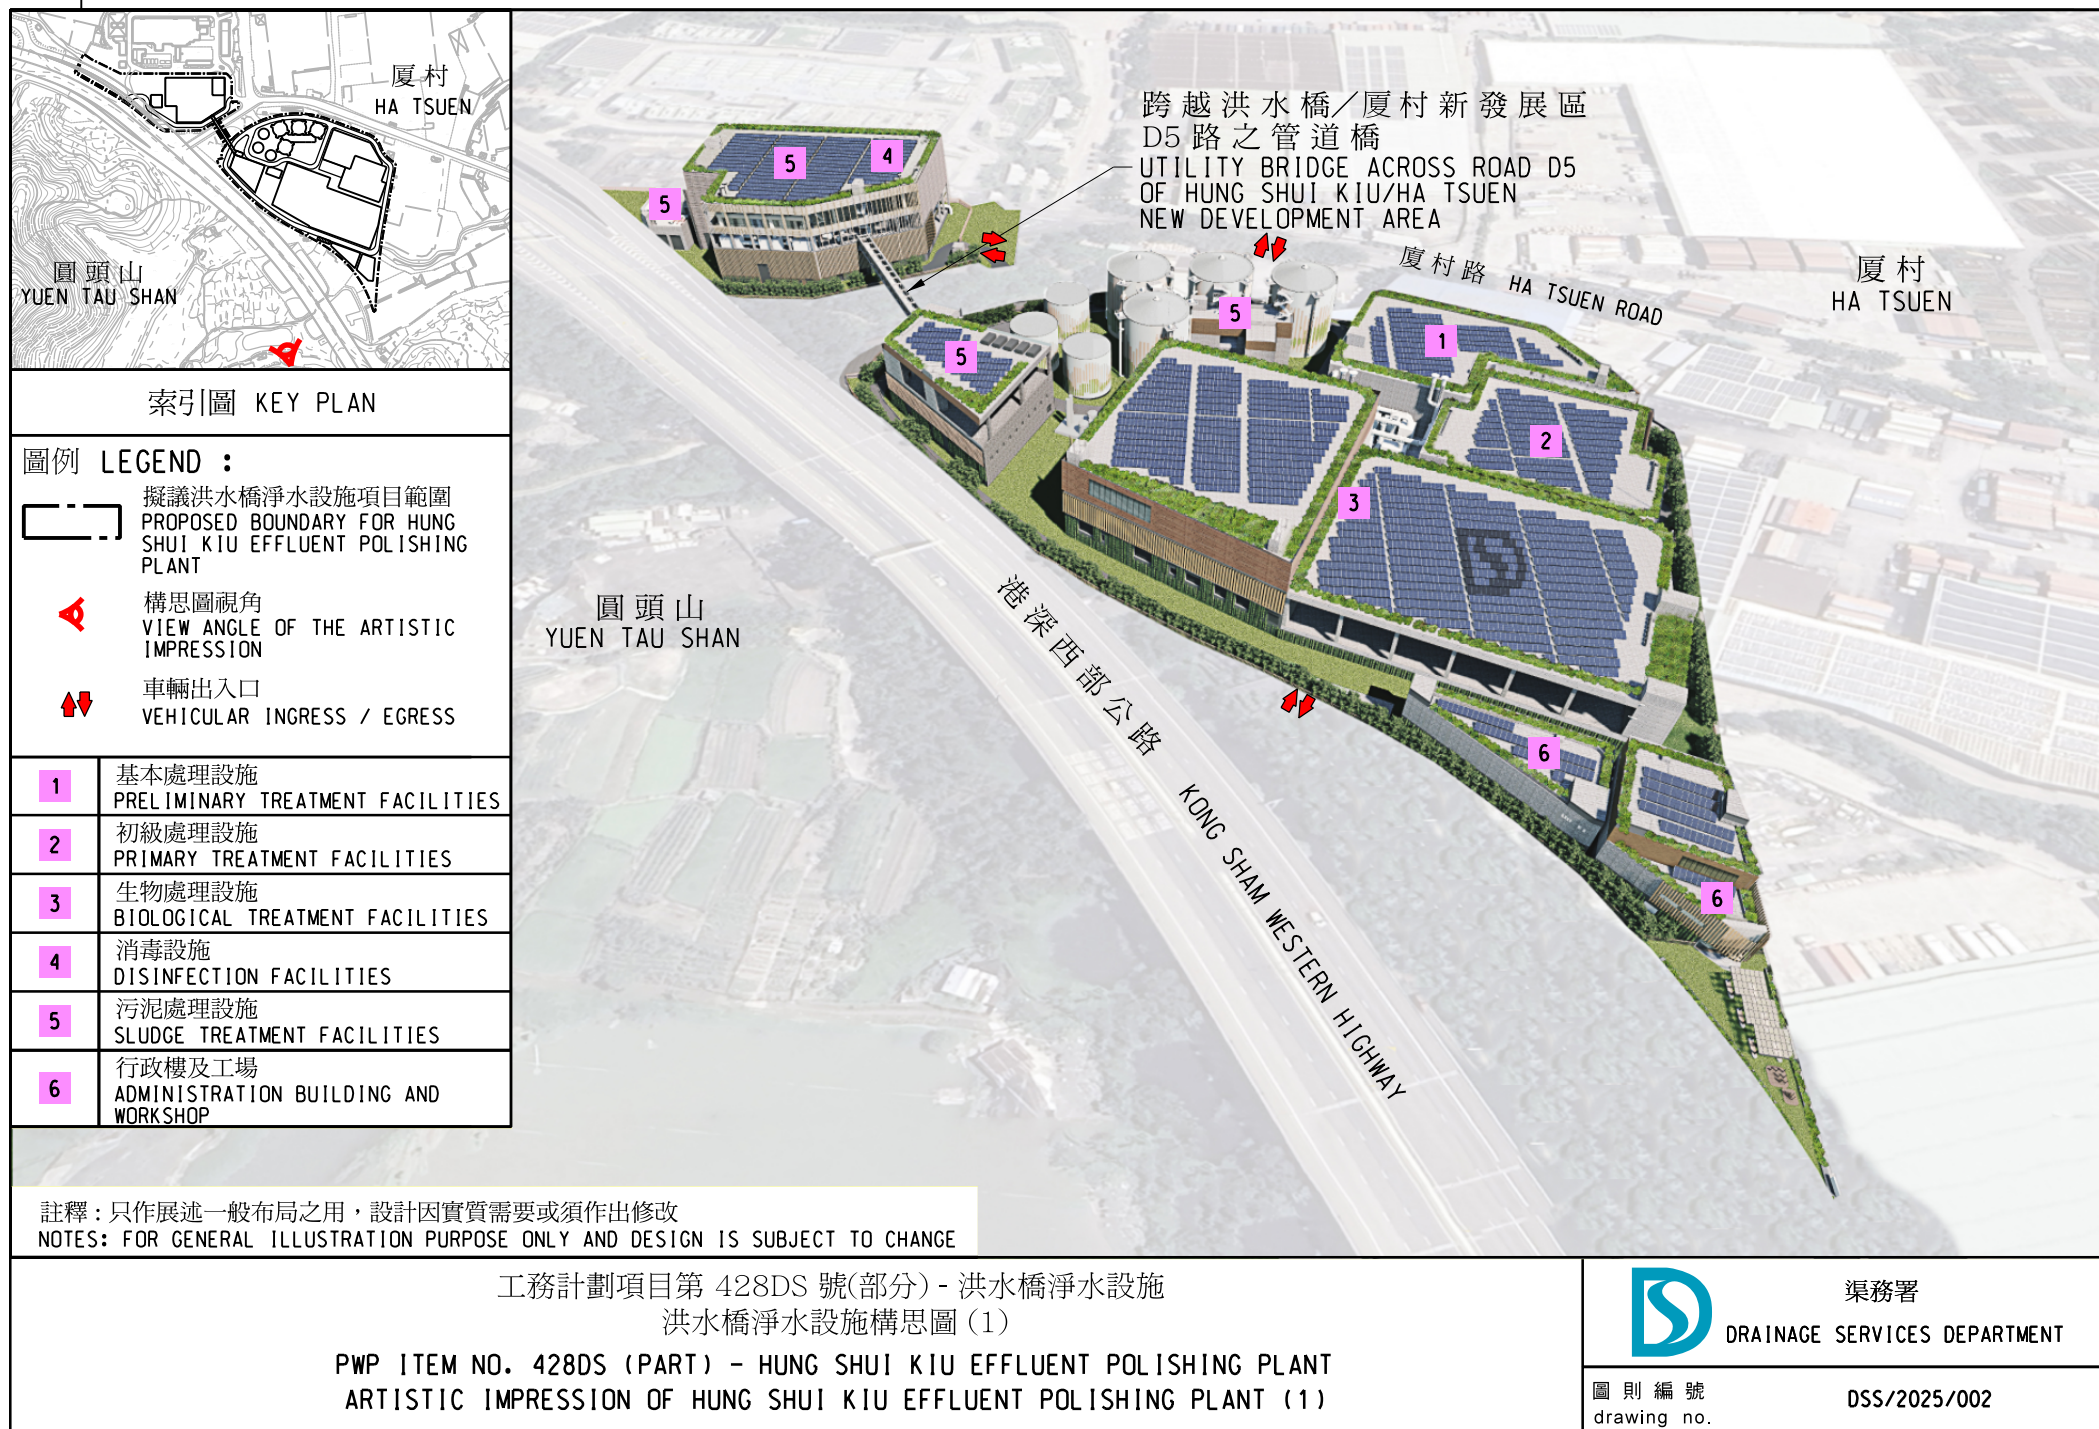 厦村
HA TSUEN
圓頭山
YUEN TAU SHAN
索引圖 KEY PLAN
圖例 LEGEND :
擬議洪水橋淨水設施項目範圍
PROPOSED BOUNDARY FOR HUNG
SHUI KIU EFFLUENT POLISHING
PLANT
構思圖視角
VIEW ANGLE OF THE ARTISTIC
IMPRESSION
車輛出入口
VEHICULAR INGRESS / EGRESS
1
基本處理設施
PRELIMINARY TREATMENT FACILITIES
2
初級處理設施
PRIMARY TREATMENT FACILITIES
3
生物處理設施
BIOLOGICAL TREATMENT FACILITIES
4
消毒設施
DISINFECTION FACILITIES
5
污泥處理設施
SLUDGE TREATMENT FACILITIES
6
行政樓及工場
ADMINISTRATION BUILDING AND
WORKSHOP
跨越洪水橋／厦村新發展區
D5路之管道橋
UTILITY BRIDGE ACROSS ROAD D5
OF HUNG SHUI KIU/HA TSUEN
NEW DEVELOPMENT AREA
5
4
5
厦村路 HA TSUEN ROAD
厦村
HA TSUEN
5
1
5
2
3
圓頭山
YUEN TAU SHAN
港深西部公路 KONG SHAM WESTERN HIGHWAY
6
6
註釋：只作展述一般布局之用，設計因實質需要或須作出修改
NOTES: FOR GENERAL ILLUSTRATION PURPOSE ONLY AND DESIGN IS SUBJECT TO CHANGE
工務計劃項目第 428DS 號(部分) - 洪水橋淨水設施
洪水橋淨水設施構思圖 (1)
PWP ITEM NO. 428DS (PART) - HUNG SHUI KIU EFFLUENT POLISHING PLANT
ARTISTIC IMPRESSION OF HUNG SHUI KIU EFFLUENT POLISHING PLANT (1)
渠務署
DRAINAGE SERVICES DEPARTMENT
圖則編號
drawing no.
DSS/2025/002